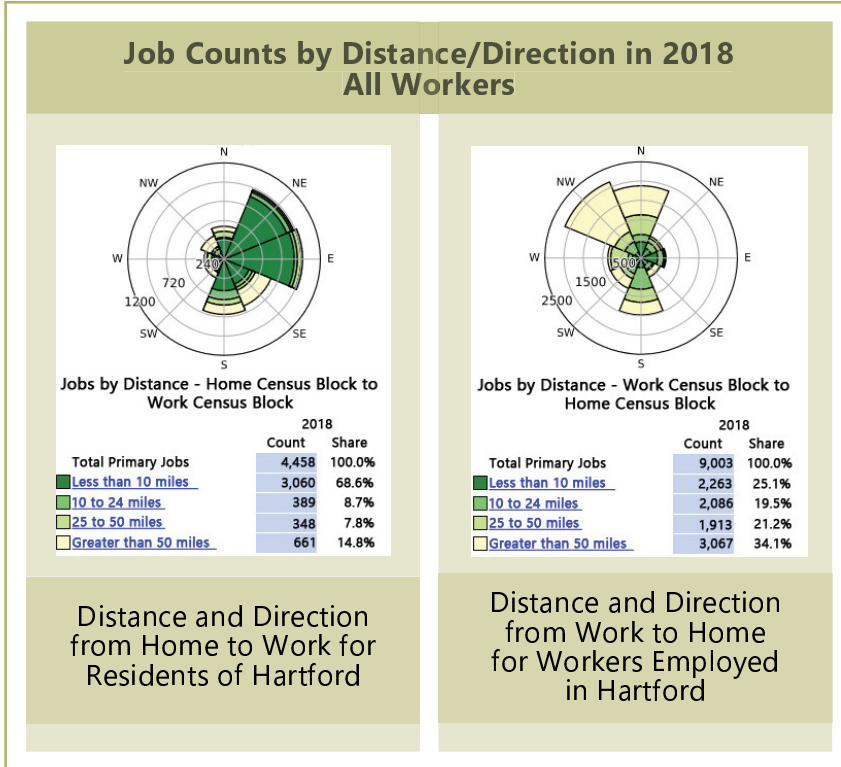 Job Counts by Distance/Direction in 2018
All Workers
N
NW
NE
W
240
E
720
1200
SW
SE
S
Jobs by Distance - Home Census Block to
Work Census Block
2018
Count Share
Total Primary Jobs 4,458 100.0%
Less than 10 miles 3,060 68.6%
10 to 24 miles 389 8.7%
25 to 50 miles 348 7.8%
Greater than 50 miles 661 14.8%
Distance and Direction
from Home to Work for
Residents of Hartford
N
NW
NE
W
500
E
1500
2500
SW
SE
S
Jobs by Distance - Work Census Block to
Home Census Block
2018
Count Share
Total Primary Jobs 9,003 100.0%
Less than 10 miles 2,263 25.1%
10 to 24 miles 2,086 19.5%
25 to 50 miles 1,913 21.2%
Greater than 50 miles 3,067 34.1%
Distance and Direction
from Work to Home
for Workers Employed
in Hartford